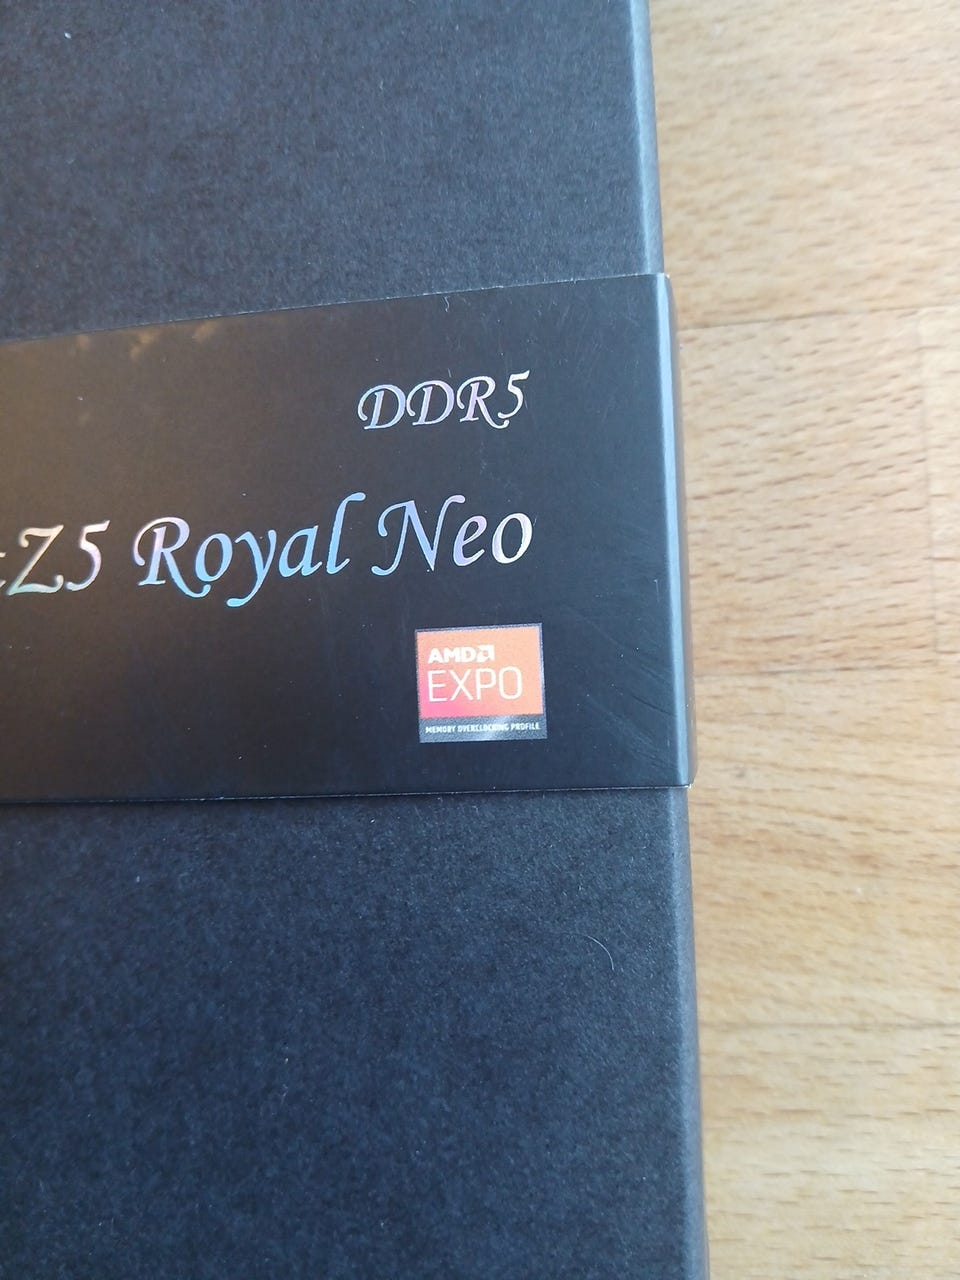 DDR5
Z5 Royal Neo
AMD
EXPO
MEMORY OVERCLOCKING PROFILE